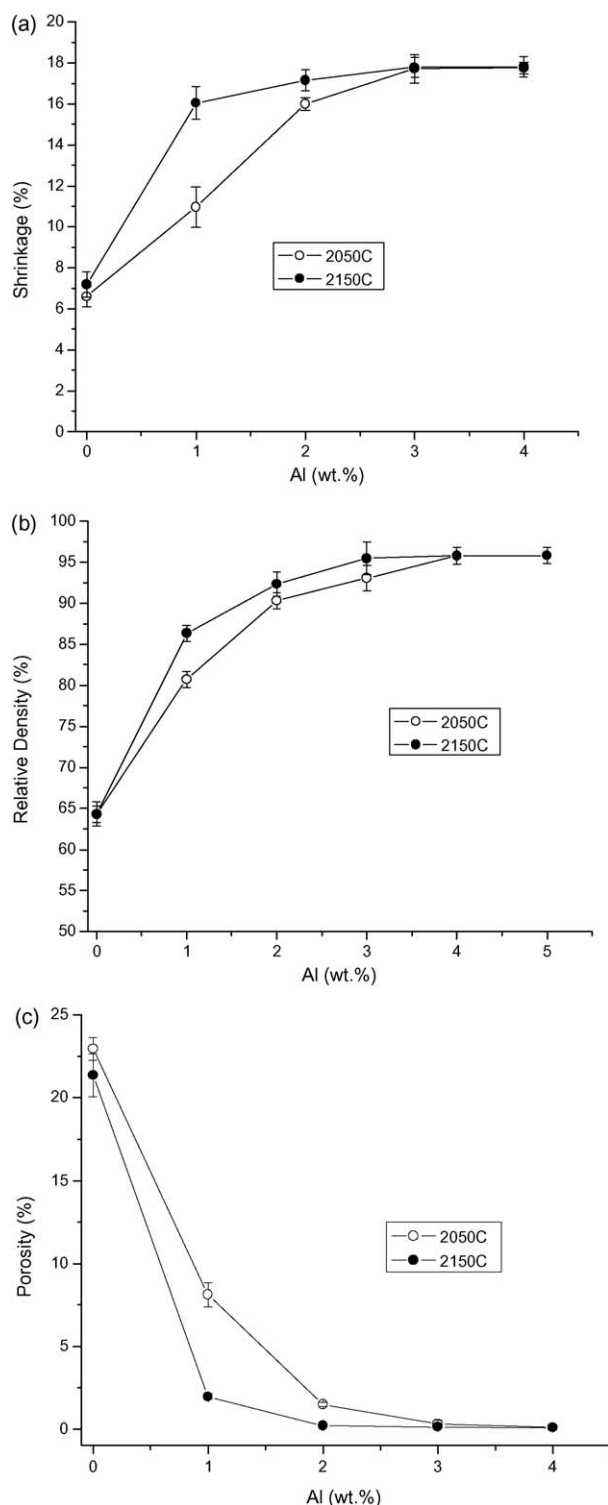 (a)
20
18
16
14
12
10
8
6
4
2
0
Shrinkage (%)
2050C
2150C
0 1 2 3 4
Al (wt.%)
(b)
100
95
90
85
80
75
70
65
60
55
50
Relative Density (%)
2050C
2150C
0 1 2 3 4 5
Al (wt.%)
(c)
25
20
15
10
5
0
Porosity (%)
2050C
2150C
0 1 2 3 4
Al (wt.%)